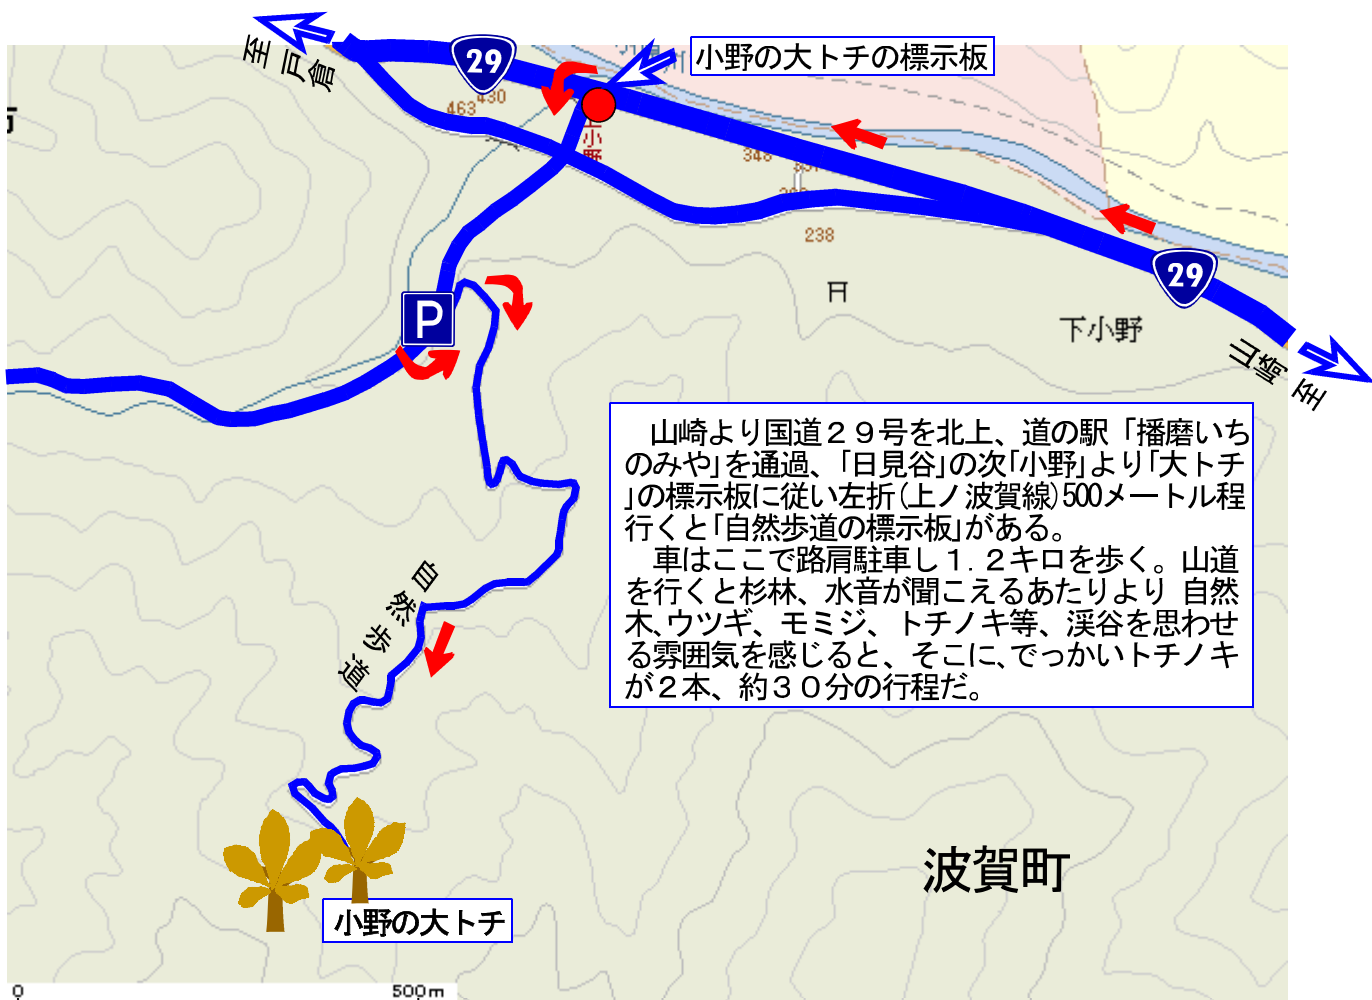 至 戸倉
29
小野の大トチの標示板
463
430
上小野
348
238
29
下小野
山崎 至
P
山崎より国道２９号を北上、道の駅「播磨いち
のみや」を通過、「日見谷」の次「小野」より「大トチ
」の標示板に従い左折(上ノ波賀線)500メートル程
行くと「自然歩道の標示板」がある。
車はここで路肩駐車し１.２キロを歩く。山道
を行くと杉林、水音が聞こえるあたりより 自然
木、ウツギ、モミジ、トチノキ等、渓谷を思わせ
る雰囲気を感じると、そこに、でっかいトチノキ
が２本、約３０分の行程だ。
自然歩道
波賀町
小野の大トチ
0 500m